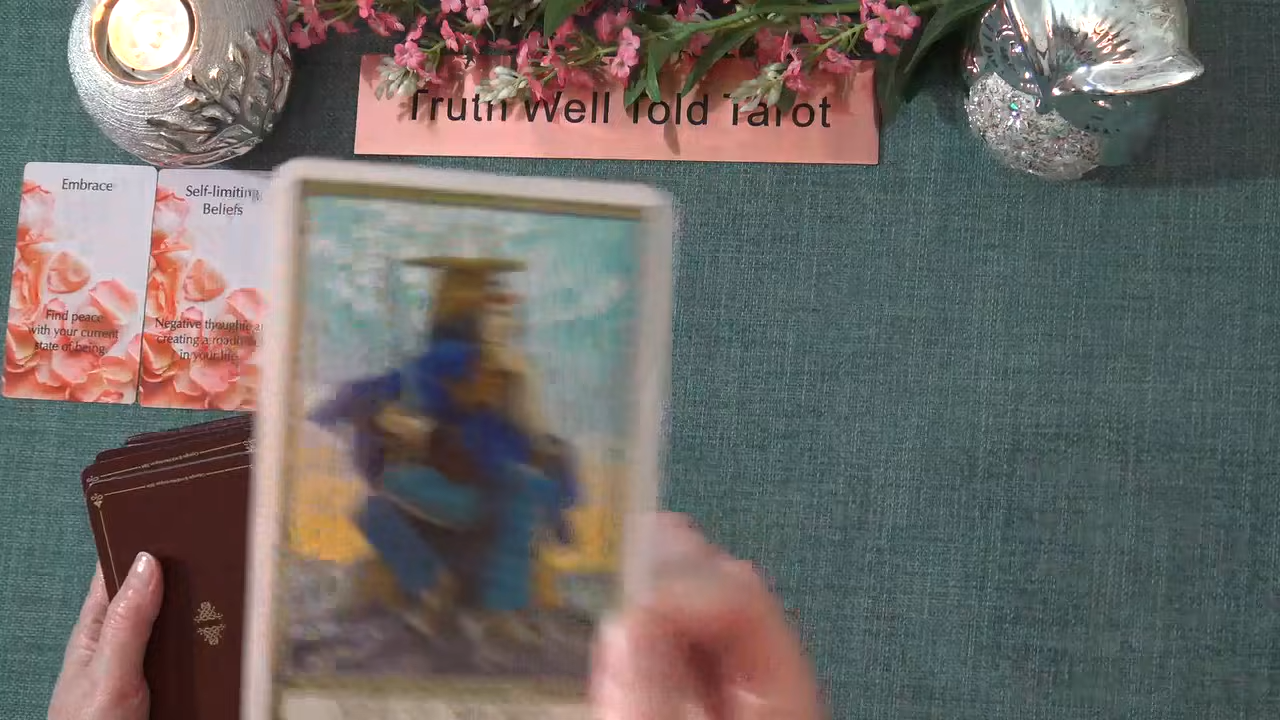 Truth Well Told Tarot
Embrace
Find peace
with your current
state of being.
Self-limiting
Beliefs
Negative thoughts
creating a
in your life